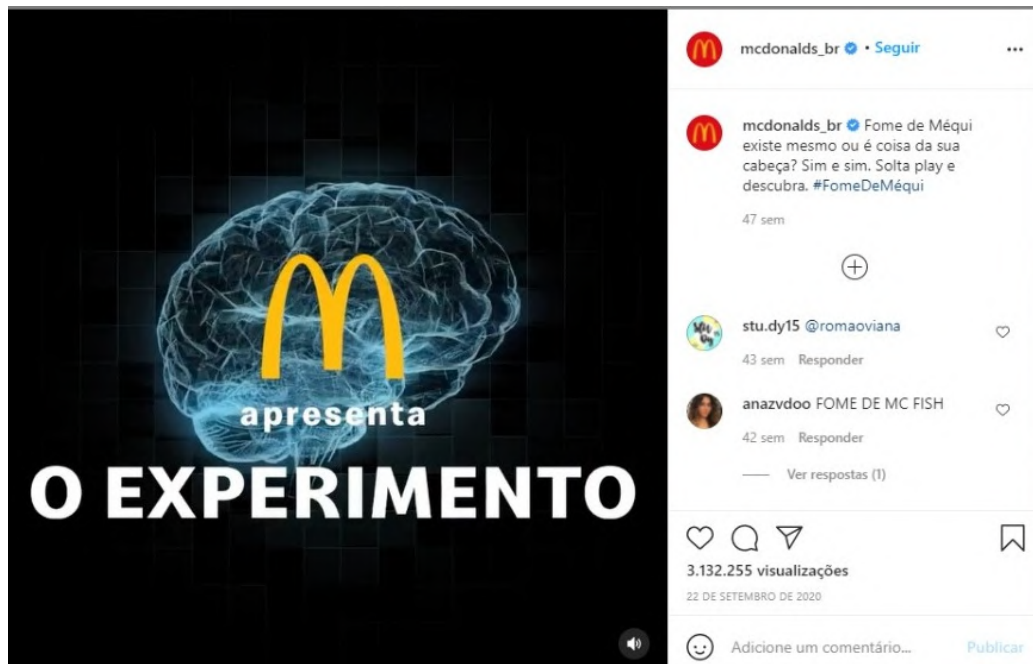 apresenta
O EXPERIMENTO
mcdonalds_br • Seguir
mcdonalds_br Fome de Méqui
existe mesmo ou é coisa da sua
cabeça? Sim e sim. Solta play e
descubra. #FomeDeMéqui
47 sem
stu.dy15 @romaoviana
43 sem Responder
anazvdoo FOME DE MC FISH
42 sem Responder
Ver respostas (1)
3.132.255 visualizações
22 DE SETEMBRO DE 2020
Adicione um comentário... Publicar